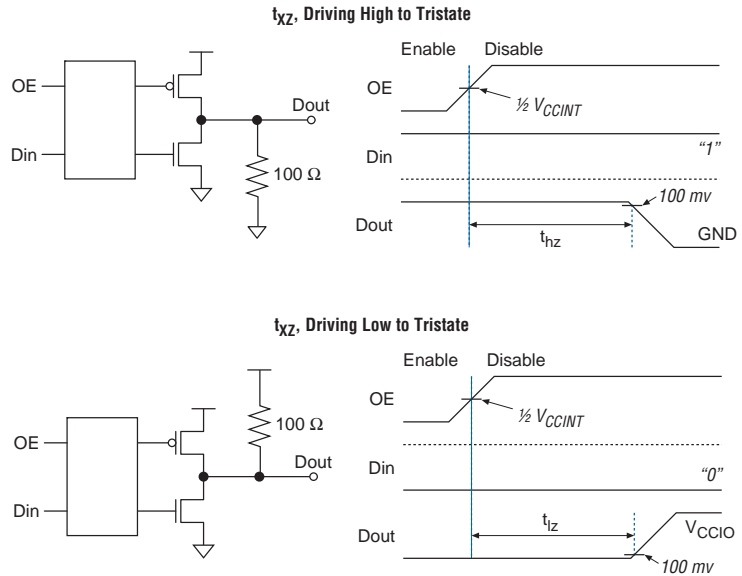 tXZ, Driving High to Tristate
Enable Disable
OE
Din
Dout
100 Ω
OE
½ VCCINT
Din
"1"
Dout
100 mv
thz
GND
tXZ, Driving Low to Tristate
Enable Disable
OE
Din
100 Ω
Dout
OE
½ VCCINT
Din
"0"
Dout
tlz
VCCIO
100 mv